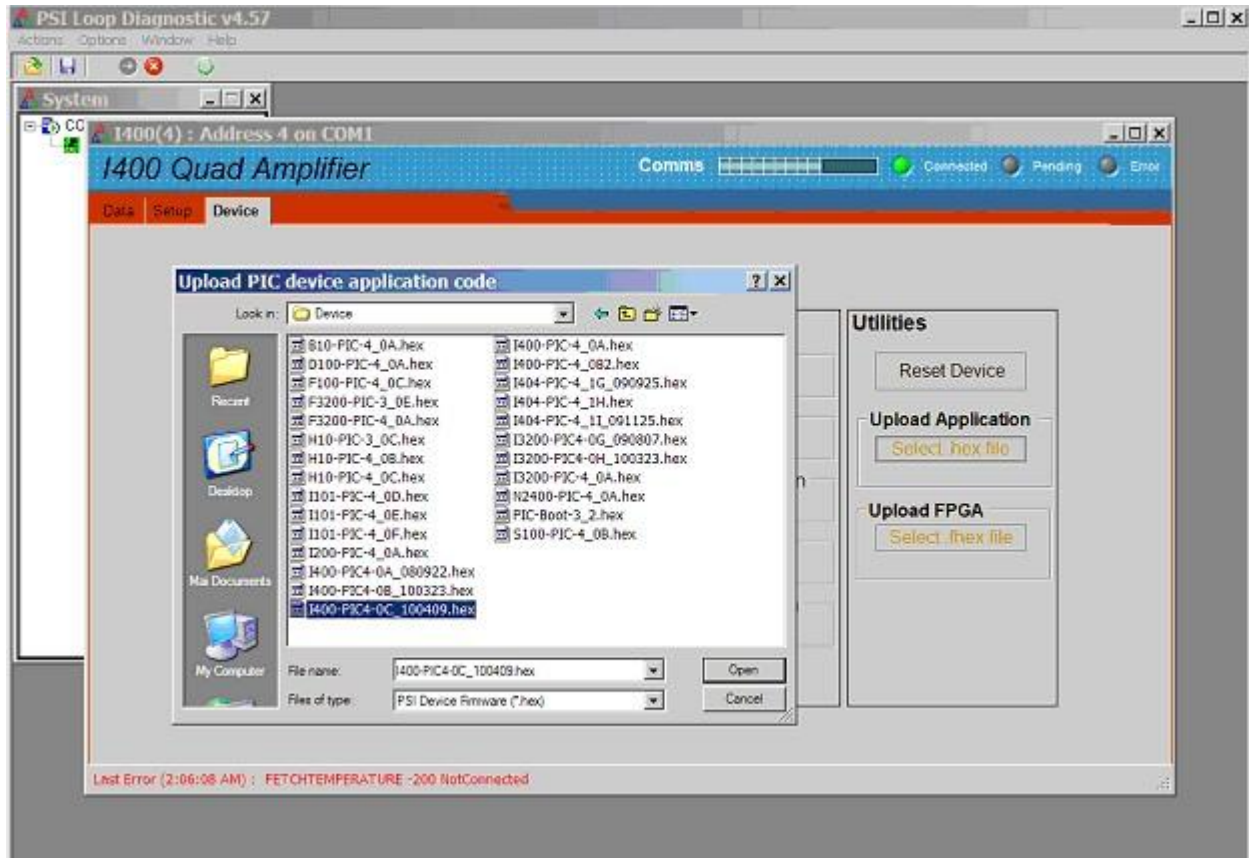 PSI Loop Diagnostic v4.57
Actions Options Window Help
System
CO
I400(4) : Address 4 on COM1
I400 Quad Amplifier
Comms
Connected
Pending
Error
Data
Setup
Device
Upload PIC device application code
Look in:
Device
Recent
Desktop
Mai Documents
My Computer
B10-PIC-4_0A.hex
D100-PIC-4_0A.hex
F100-PIC-4_0C.hex
F3200-PIC-3_0E.hex
F3200-PIC-4_0A.hex
H10-PIC-3_0C.hex
H10-PIC-4_0B.hex
H10-PIC-4_0C.hex
I101-PIC-4_0D.hex
I101-PIC-4_0E.hex
I101-PIC-4_0F.hex
I200-PIC-4_0A.hex
I400-PIC4-0A_080922.hex
I400-PIC4-0B_100323.hex
I400-PIC4-0C_100409.hex
I400-PIC-4_0A.hex
I400-PIC-4_0B2.hex
I404-PIC-4_1G_090925.hex
I404-PIC-4_1H.hex
I404-PIC-4_1I_091125.hex
I3200-PIC4-0G_090807.hex
I3200-PIC4-0H_100323.hex
I3200-PIC-4_0A.hex
N2400-PIC-4_0A.hex
PIC-Boot-3_2.hex
S100-PIC-4_0B.hex
File name:
I400-PIC4-0C_100409.hex
Open
Files of type:
PSI Device Firmware (*.hex)
Cancel
n
Utilities
Reset Device
Upload Application
Select .hex file
Upload FPGA
Select .fhex file
Last Error (2:06:08 AM) : FETCHTEMPERATURE -200 NotConnected